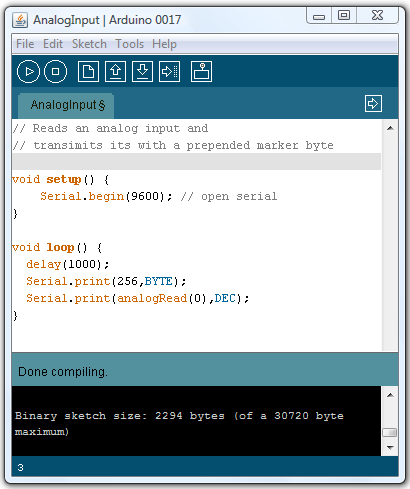 AnalogInput | Arduino 0017
File Edit Sketch Tools Help
AnalogInput §
// Reads an analog input and
// transimits its with a prepended marker byte
void setup() {
    Serial.begin(9600); // open serial
}
void loop() {
  delay(1000);
  Serial.print(256,BYTE);
  Serial.print(analogRead(0),DEC);
}
Done compiling.
Binary sketch size: 2294 bytes (of a 30720 byte
maximum)
3